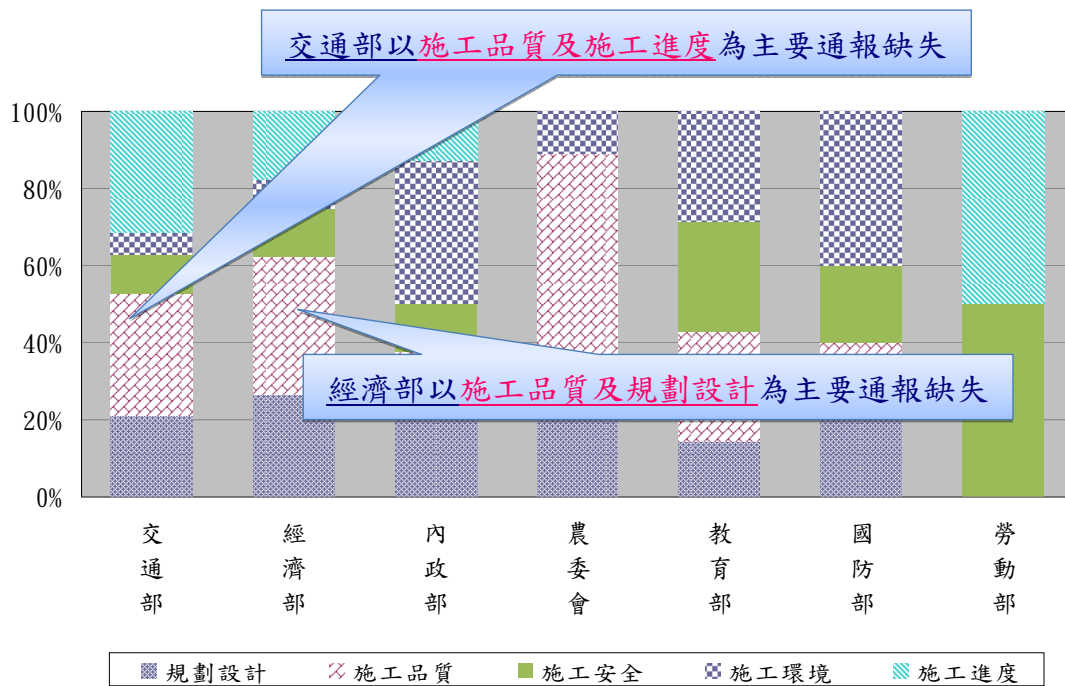 交通部以施工品質及施工進度為主要通報缺失
100%
80%
60%
40%
20%
0%
經濟部以施工品質及規劃設計為主要通報缺失
交通部
經濟部
內政部
農委會
教育部
國防部
勞動部
規劃設計 施工品質 施工安全 施工環境 施工進度